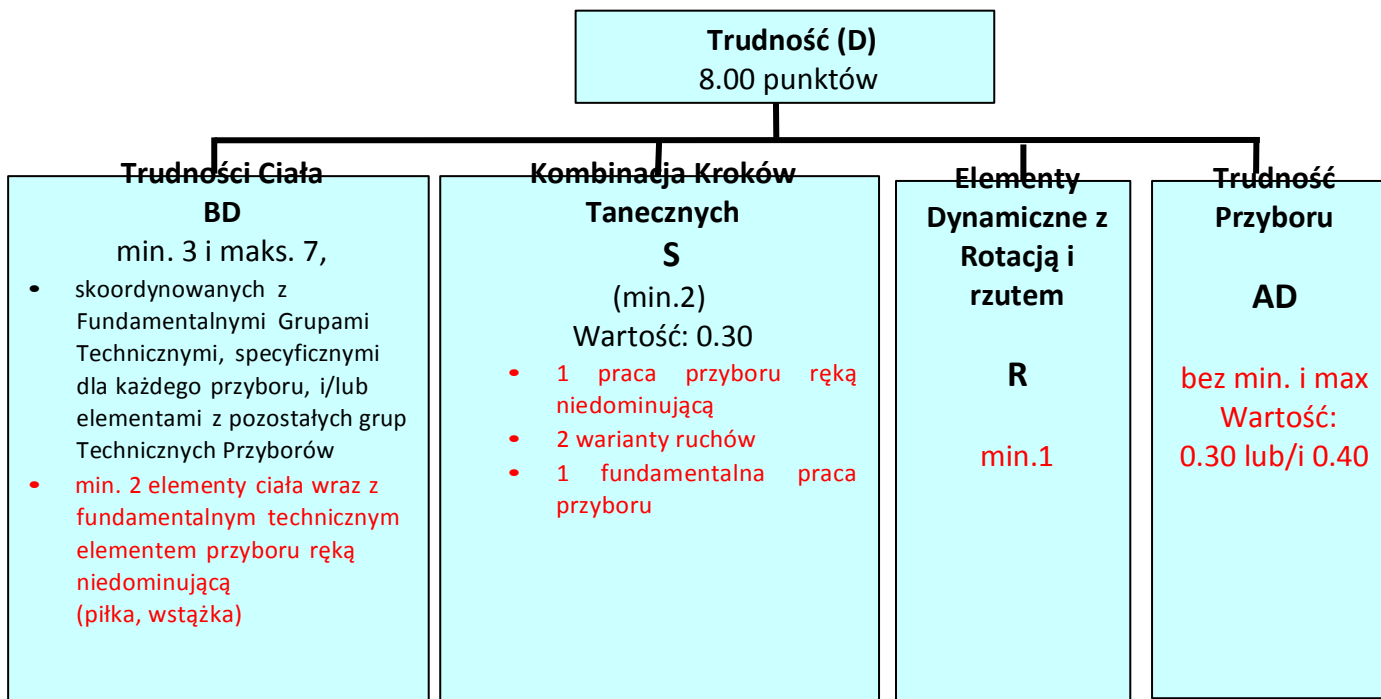 Trudność (D)
8.00 punktów
Trudności Ciała
BD
min. 3 i maks. 7,
• skoordynowanych z
Fundamentalnymi Grupami
Technicznymi, specyficznymi
dla każdego przyboru, i/lub
elementami z pozostałych grup
Technicznych Przyborów
• min. 2 elementy ciała wraz z
fundamentalnym technicznym
elementem przyboru ręką
niedominującą
(piłka, wstążka)
Kombinacja Kroków
Tanecznych
S
(min.2)
Wartość: 0.30
• 1 praca przyboru ręką
niedominującą
• 2 warianty ruchów
• 1 fundamentalna praca
przyboru
Elementy
Dynamiczne z
Rotacją i
rzutem
R
min.1
Trudność
Przyboru
AD
bez min. i max
Wartość:
0.30 lub/i 0.40